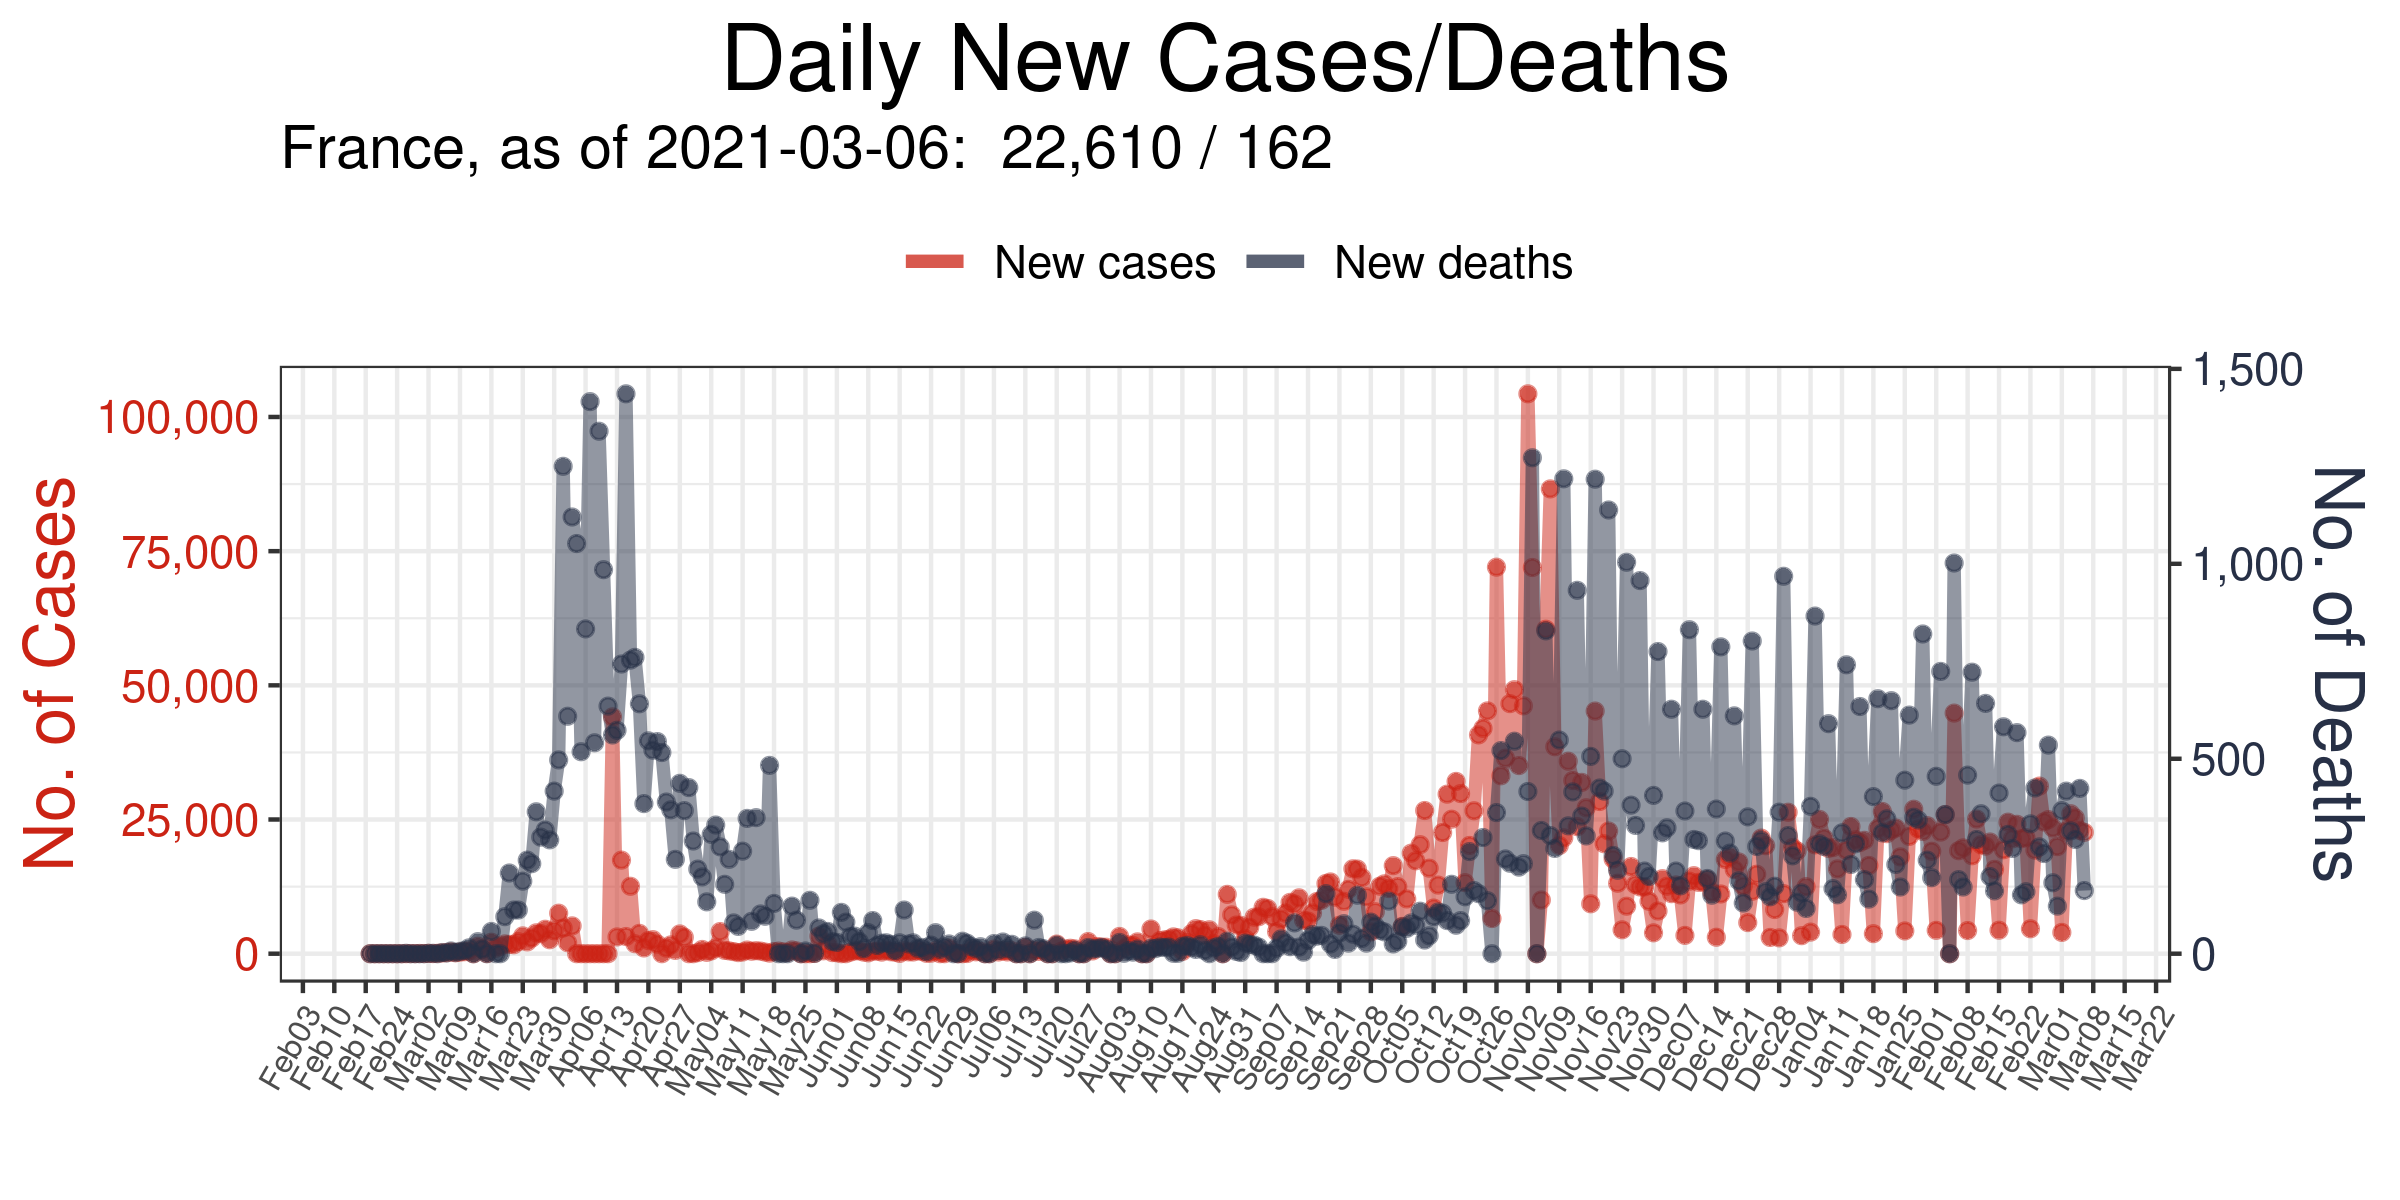 Daily New Cases/Deaths
France, as of 2021-03-06:  22,610 / 162
New cases New deaths
No. of Cases
100,000
75,000
50,000
25,000
0
1,500
1,000
500
0
No. of Deaths
Feb03 Feb10 Feb17 Feb24 Mar02 Mar09 Mar16 Mar23 Mar30 Apr06 Apr13 Apr20 Apr27 May04 May11 May18 May25 Jun01 Jun08 Jun15 Jun22 Jun29 Jul06 Jul13 Jul20 Jul27 Aug03 Aug10 Aug17 Aug24 Aug31 Sep07 Sep14 Sep21 Sep28 Oct05 Oct12 Oct19 Oct26 Nov02 Nov09 Nov16 Nov23 Nov30 Dec07 Dec14 Dec21 Dec28 Dec04 Jan11 Jan18 Jan25 Feb01 Feb08 Feb15 Feb22 Mar01 Mar08 Mar15 Mar22